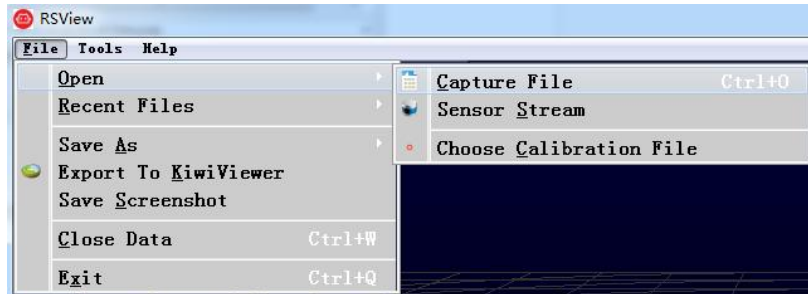 RSView
File Tools Help
Open
Recent Files
Save As
Export To KiwiViewer
Save Screenshot
Close Data Ctrl+W
Exit Ctrl+Q
Capture File Ctrl+O
Sensor Stream
Choose Calibration File